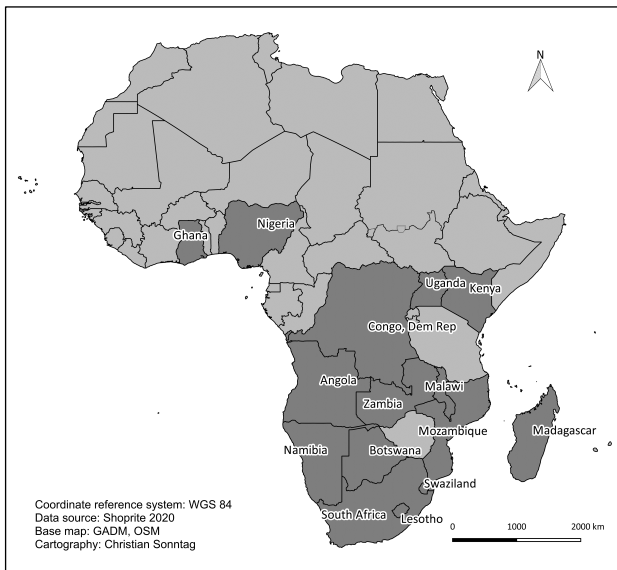 N
Ghana
Nigeria
Uganda
Kenya
Congo, Dem Rep
Angola
Malawi
Zambia
Mozambique
Madagascar
Namibia
Botswana
Swaziland
South Africa
Lesotho
Coordinate reference system: WGS 84
Data source: Shoprite 2020
Base map: GADM, OSM
Cartography: Christian Sonntag
0 1000 2000 km